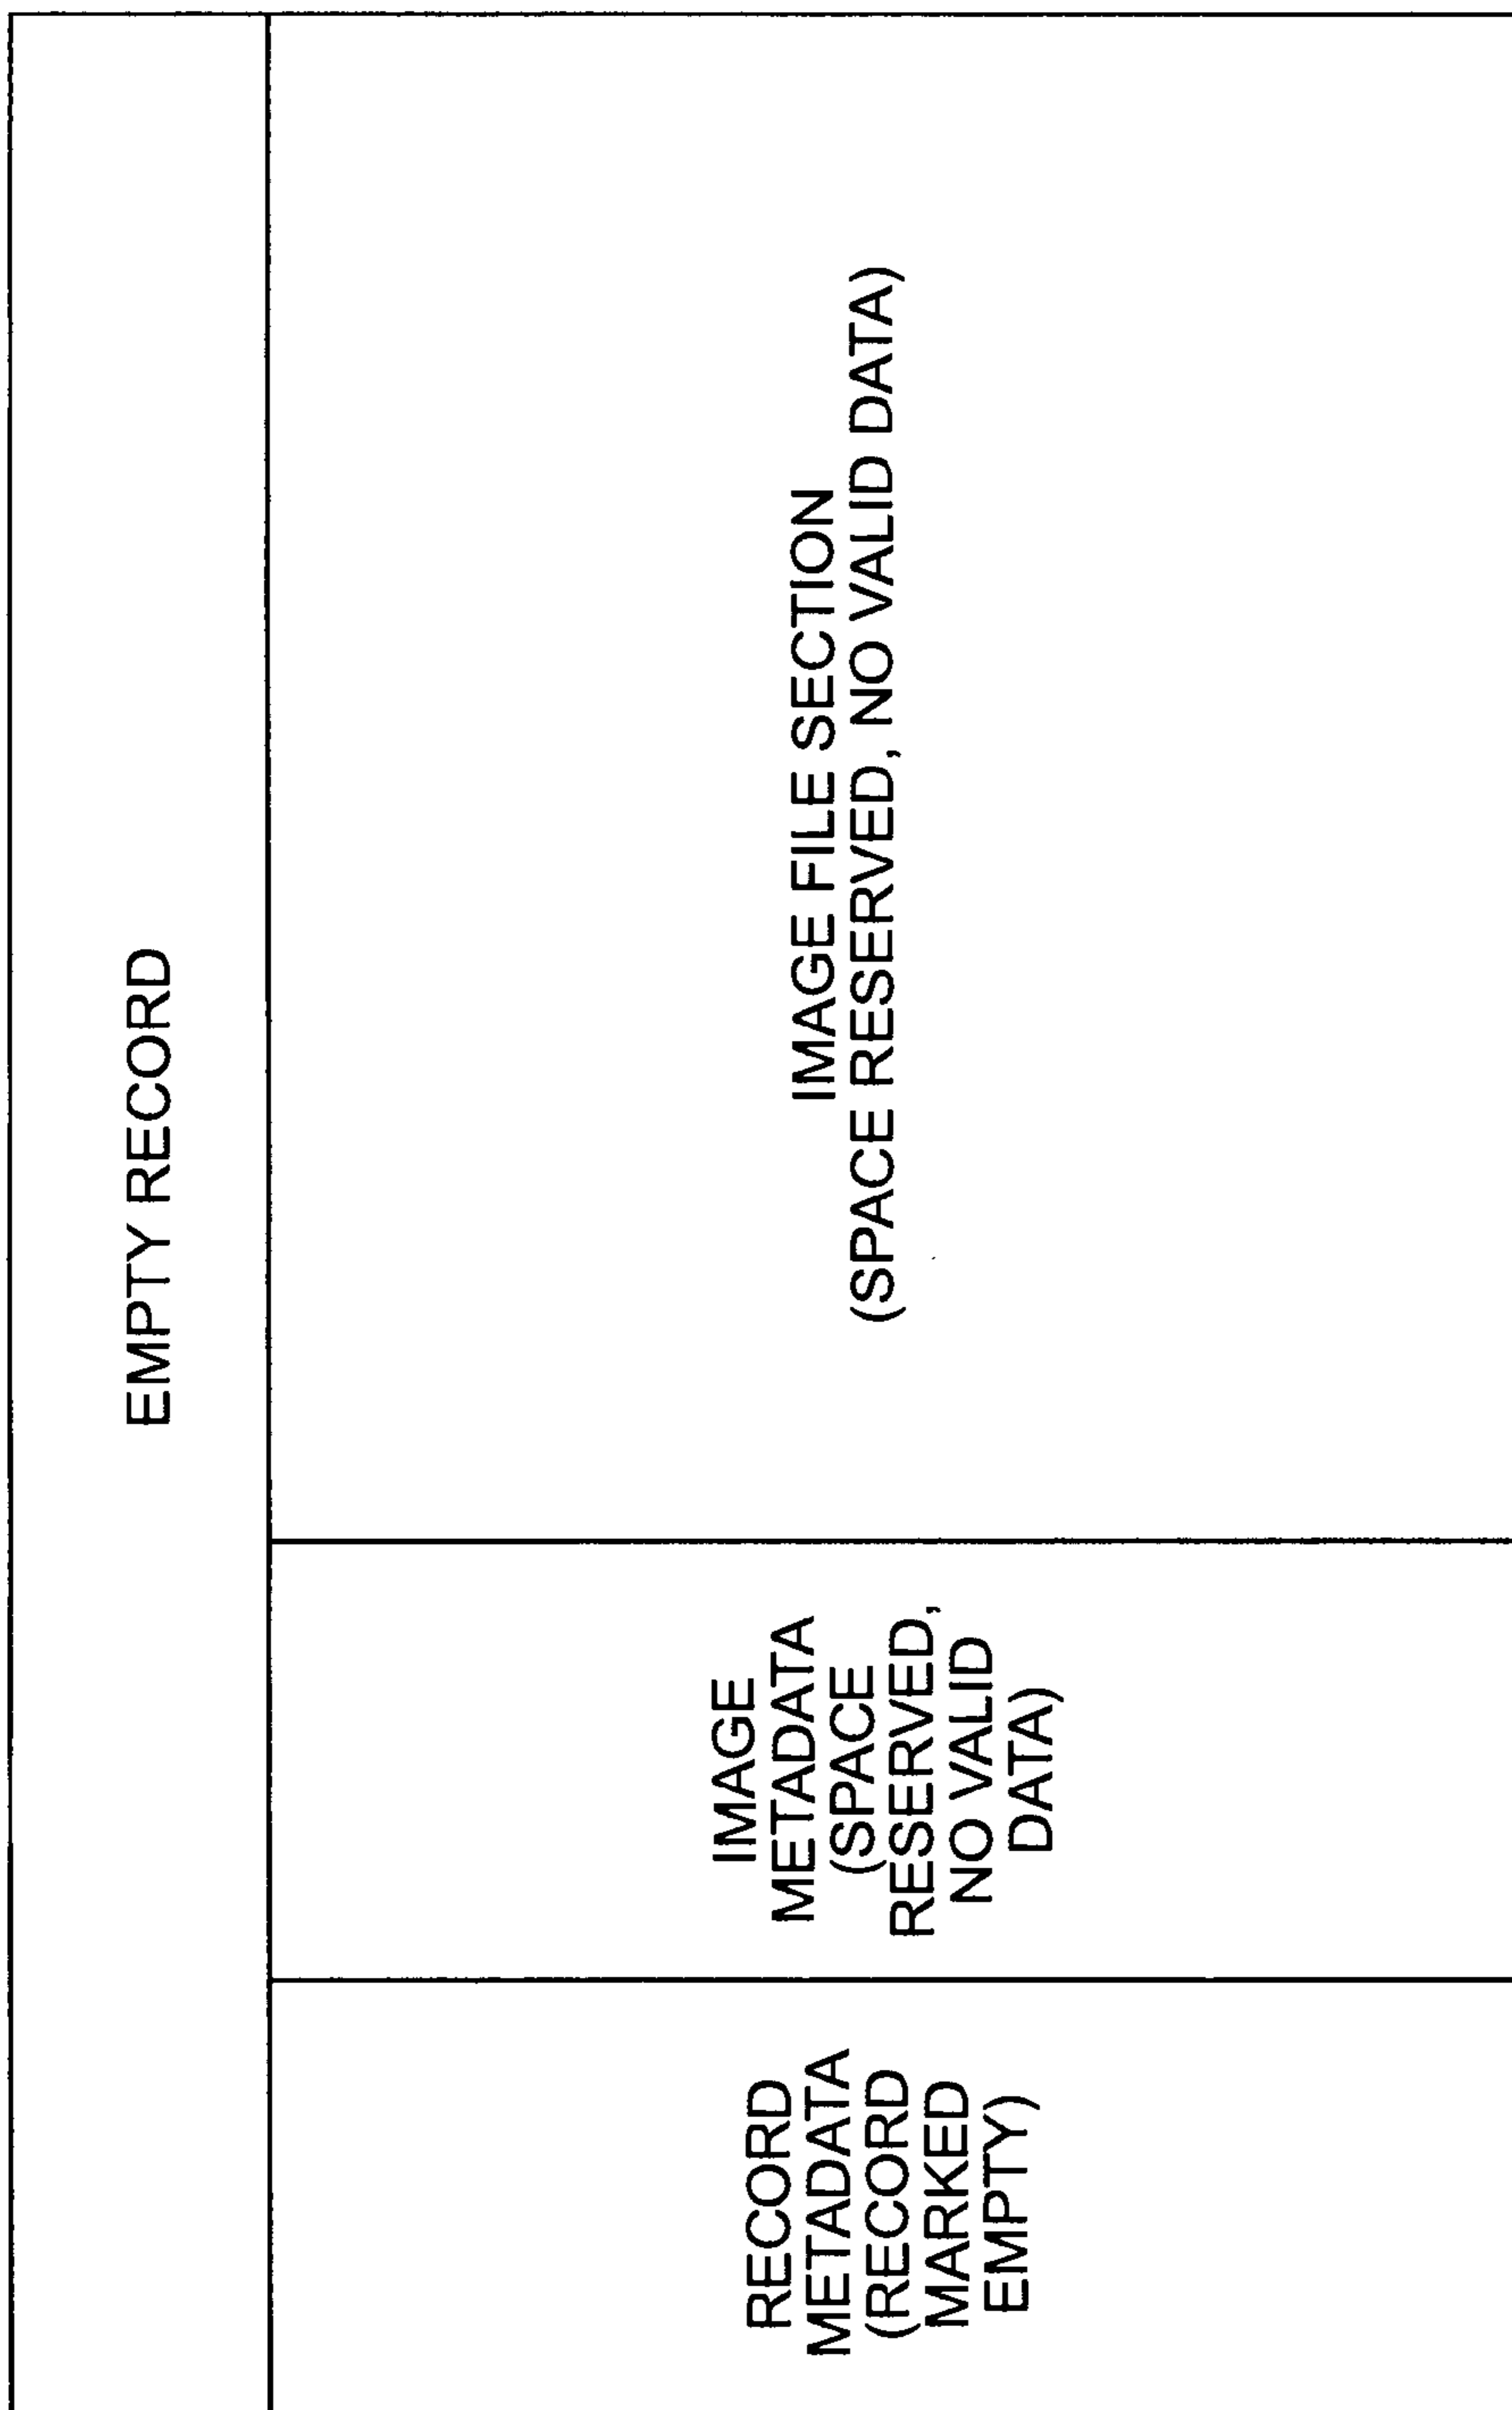 EMPTY RECORD
RECORD
METADATA
(RECORD
MARKED
EMPTY)
IMAGE
METADATA
(SPACE
RESERVED,
NO VALID
DATA)
IMAGE FILE SECTION
(SPACE RESERVED, NO VALID DATA)